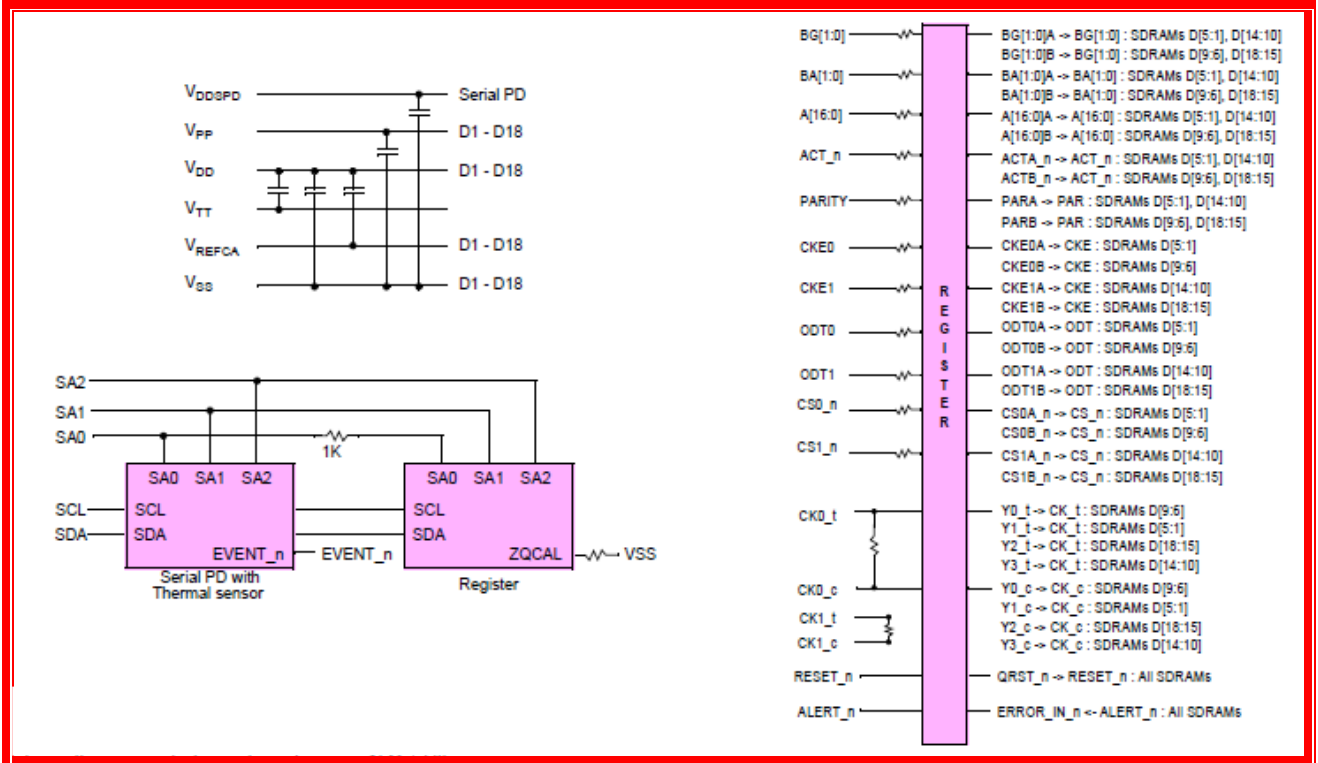 VDDSPD Serial PD
VPP D1 - D18
VDD D1 - D18
VTT
VREFCA D1 - D18
VSS D1 - D18
SA2
SA1
SA0
1K
SA0 SA1 SA2
SCL SCL
SDA SDA
EVENT_n EVENT_n
Serial PD with
Thermal sensor
SA0 SA1 SA2
SCL
SDA
ZQCAL VSS
Register
BG[1:0] BG[1:0]A -> BG[1:0] : SDRAMs D[5:1], D[14:10]
BG[1:0]B -> BG[1:0] : SDRAMs D[9:6], D[18:15]
BA[1:0] BA[1:0]A -> BA[1:0] : SDRAMs D[5:1], D[14:10]
BA[1:0]B -> BA[1:0] : SDRAMs D[9:6], D[18:15]
A[16:0] A[16:0]A -> A[16:0] : SDRAMs D[5:1], D[14:10]
A[16:0]B -> A[16:0] : SDRAMs D[9:6], D[18:15]
ACT_n ACTA_n -> ACT_n : SDRAMs D[5:1], D[14:10]
ACTB_n -> ACT_n : SDRAMs D[9:6], D[18:15]
PARITY PARA -> PAR : SDRAMs D[5:1], D[14:10]
PARB -> PAR : SDRAMs D[9:6], D[18:15]
CKE0 CKE0A -> CKE : SDRAMs D[5:1]
CKE0B -> CKE : SDRAMs D[9:6]
CKE1 CKE1A -> CKE : SDRAMs D[14:10]
CKE1B -> CKE : SDRAMs D[18:15]
ODT0 ODT0A -> ODT : SDRAMs D[5:1]
ODT0B -> ODT : SDRAMs D[9:6]
ODT1 ODT1A -> ODT : SDRAMs D[14:10]
ODT1B -> ODT : SDRAMs D[18:15]
CS0_n CS0A_n -> CS_n : SDRAMs D[5:1]
CS0B_n -> CS_n : SDRAMs D[9:6]
CS1_n CS1A_n -> CS_n : SDRAMs D[14:10]
CS1B_n -> CS_n : SDRAMs D[18:15]
REGISTER
CK0_t Y0_t -> CK_t : SDRAMs D[9:6]
Y1_t -> CK_t : SDRAMs D[5:1]
Y2_t -> CK_t : SDRAMs D[18:15]
Y3_t -> CK_t : SDRAMs D[14:10]
CK0_c Y0_c -> CK_c : SDRAMs D[9:6]
Y1_c -> CK_c : SDRAMs D[5:1]
CK1_t Y2_c -> CK_c : SDRAMs D[18:15]
CK1_c Y3_c -> CK_c : SDRAMs D[14:10]
RESET_n QRST_n -> RESET_n : All SDRAMs
ALERT_n ERROR_IN_n <- ALERT_n : All SDRAMs